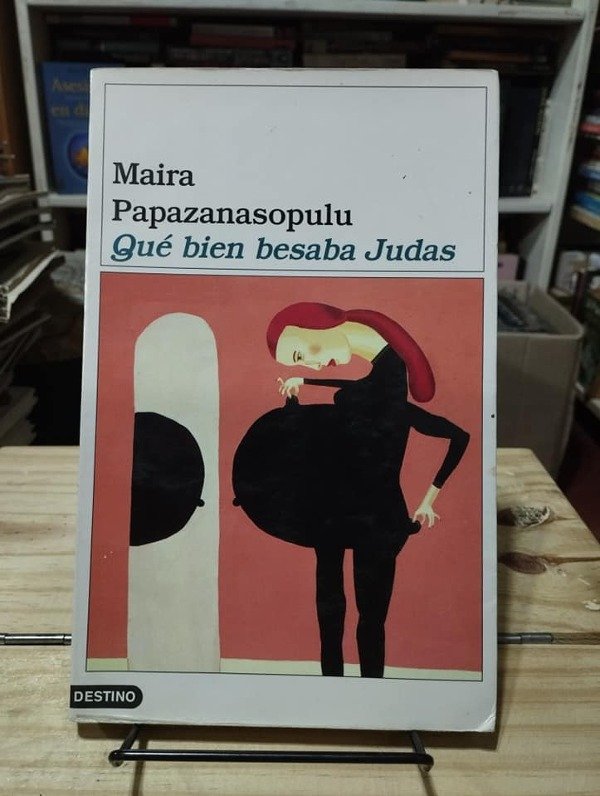 Maira
Papazanasopulu
Qué bien besaba Judas
DESTINO